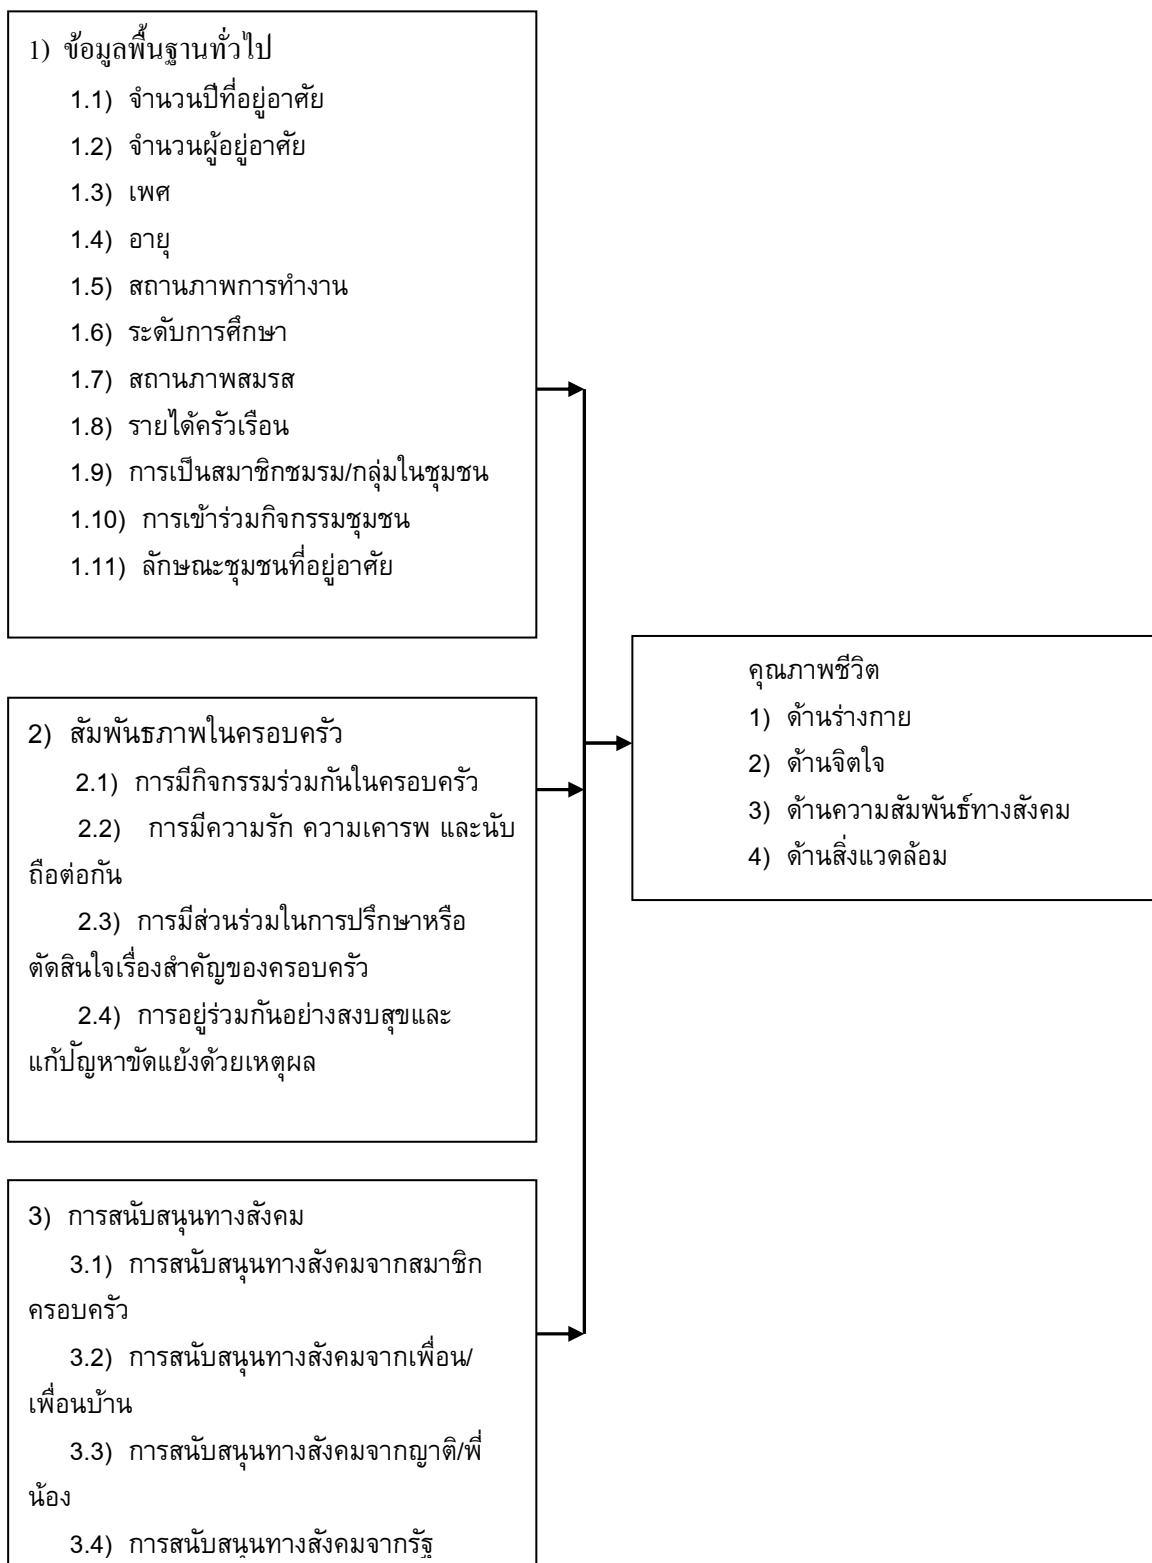 1) ข้อมูลพื้นฐานทั่วไป
1.1) จำนวนปีที่อยู่อาศัย
1.2) จำนวนผู้อยู่อาศัย
1.3) เพศ
1.4) อายุ
1.5) สถานภาพการทำงาน
1.6) ระดับการศึกษา
1.7) สถานภาพสมรส
1.8) รายได้ครัวเรือน
1.9) การเป็นสมาชิกชมรม/กลุ่มในชุมชน
1.10) การเข้าร่วมกิจกรรมชุมชน
1.11) ลักษณะชุมชนที่อยู่อาศัย
2) สัมพันธภาพในครอบครัว
2.1) การมีกิจกรรมร่วมกันในครอบครัว
2.2) การมีความรัก ความเคารพ และนับ
ถือต่อกัน
2.3) การมีส่วนร่วมในการปรึกษาหรือ
ตัดสินใจเรื่องสำคัญของครอบครัว
2.4) การอยู่ร่วมกันอย่างสงบสุขและ
แก้ปัญหาขัดแย้งด้วยเหตุผล
3) การสนับสนุนทางสังคม
3.1) การสนับสนุนทางสังคมจากสมาชิก
ครอบครัว
3.2) การสนับสนุนทางสังคมจากเพื่อน/
เพื่อนบ้าน
3.3) การสนับสนุนทางสังคมจากญาติ/พี่
น้อง
3.4) การสนับสนุนทางสังคมจากรัฐ
คุณภาพชีวิต
1) ด้านร่างกาย
2) ด้านจิตใจ
3) ด้านความสัมพันธ์ทางสังคม
4) ด้านสิ่งแวดล้อม